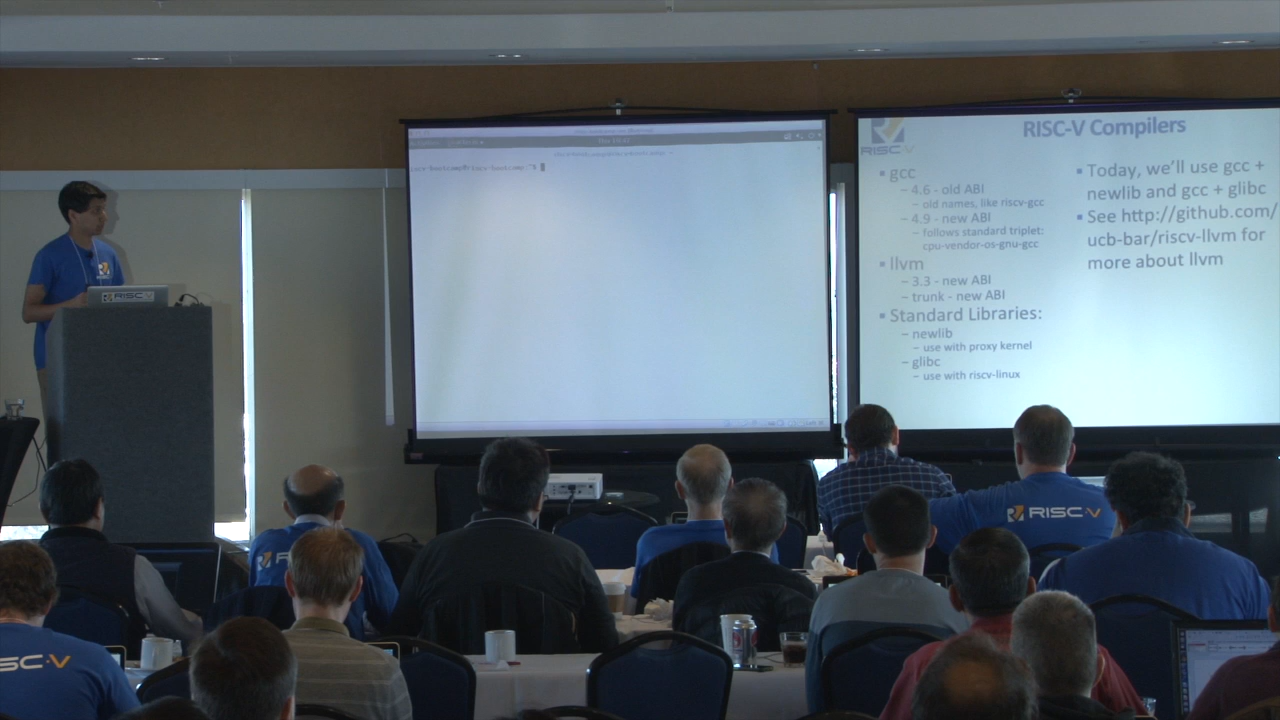 RISC-V Compilers
RISC-V
gcc
– 4.6 - old ABI
– old names, like riscv-gcc
– 4.9 - new ABI
– follows standard triplet:
cpu-vendor-os-gnu-gcc
llvm
– 3.3 - new ABI
– trunk - new ABI
Standard Libraries:
– newlib
– use with proxy kernel
– glibc
– use with riscv-linux
Today, we'll use gcc +
newlib and gcc + glibc
See http://github.com/
ucb-bar/riscv-llvm for
more about llvm
RISC-V
RISC-V
RISC
SC-V